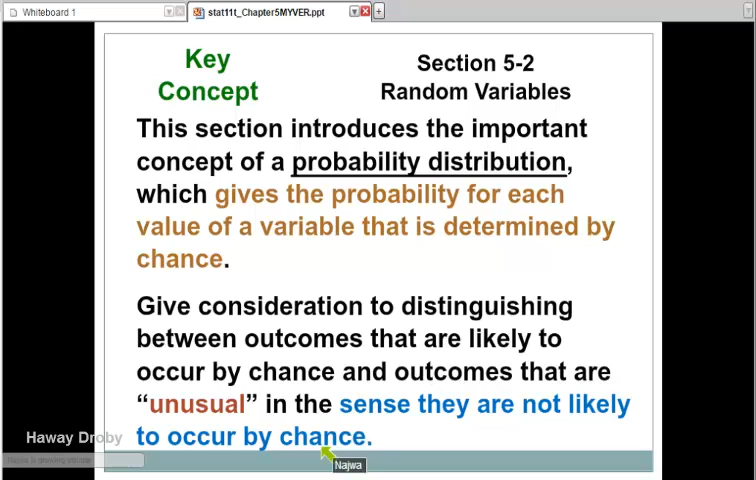 Whiteboard 1
stat11t_Chapter5MYVER.ppt
Key
Concept
Section 5-2
Random Variables
This section introduces the important
concept of a probability distribution,
which gives the probability for each
value of a variable that is determined by
chance.
Give consideration to distinguishing
between outcomes that are likely to
occur by chance and outcomes that are
“unusual” in the sense they are not likely
to occur by chance.
Haway Droby
Najwa